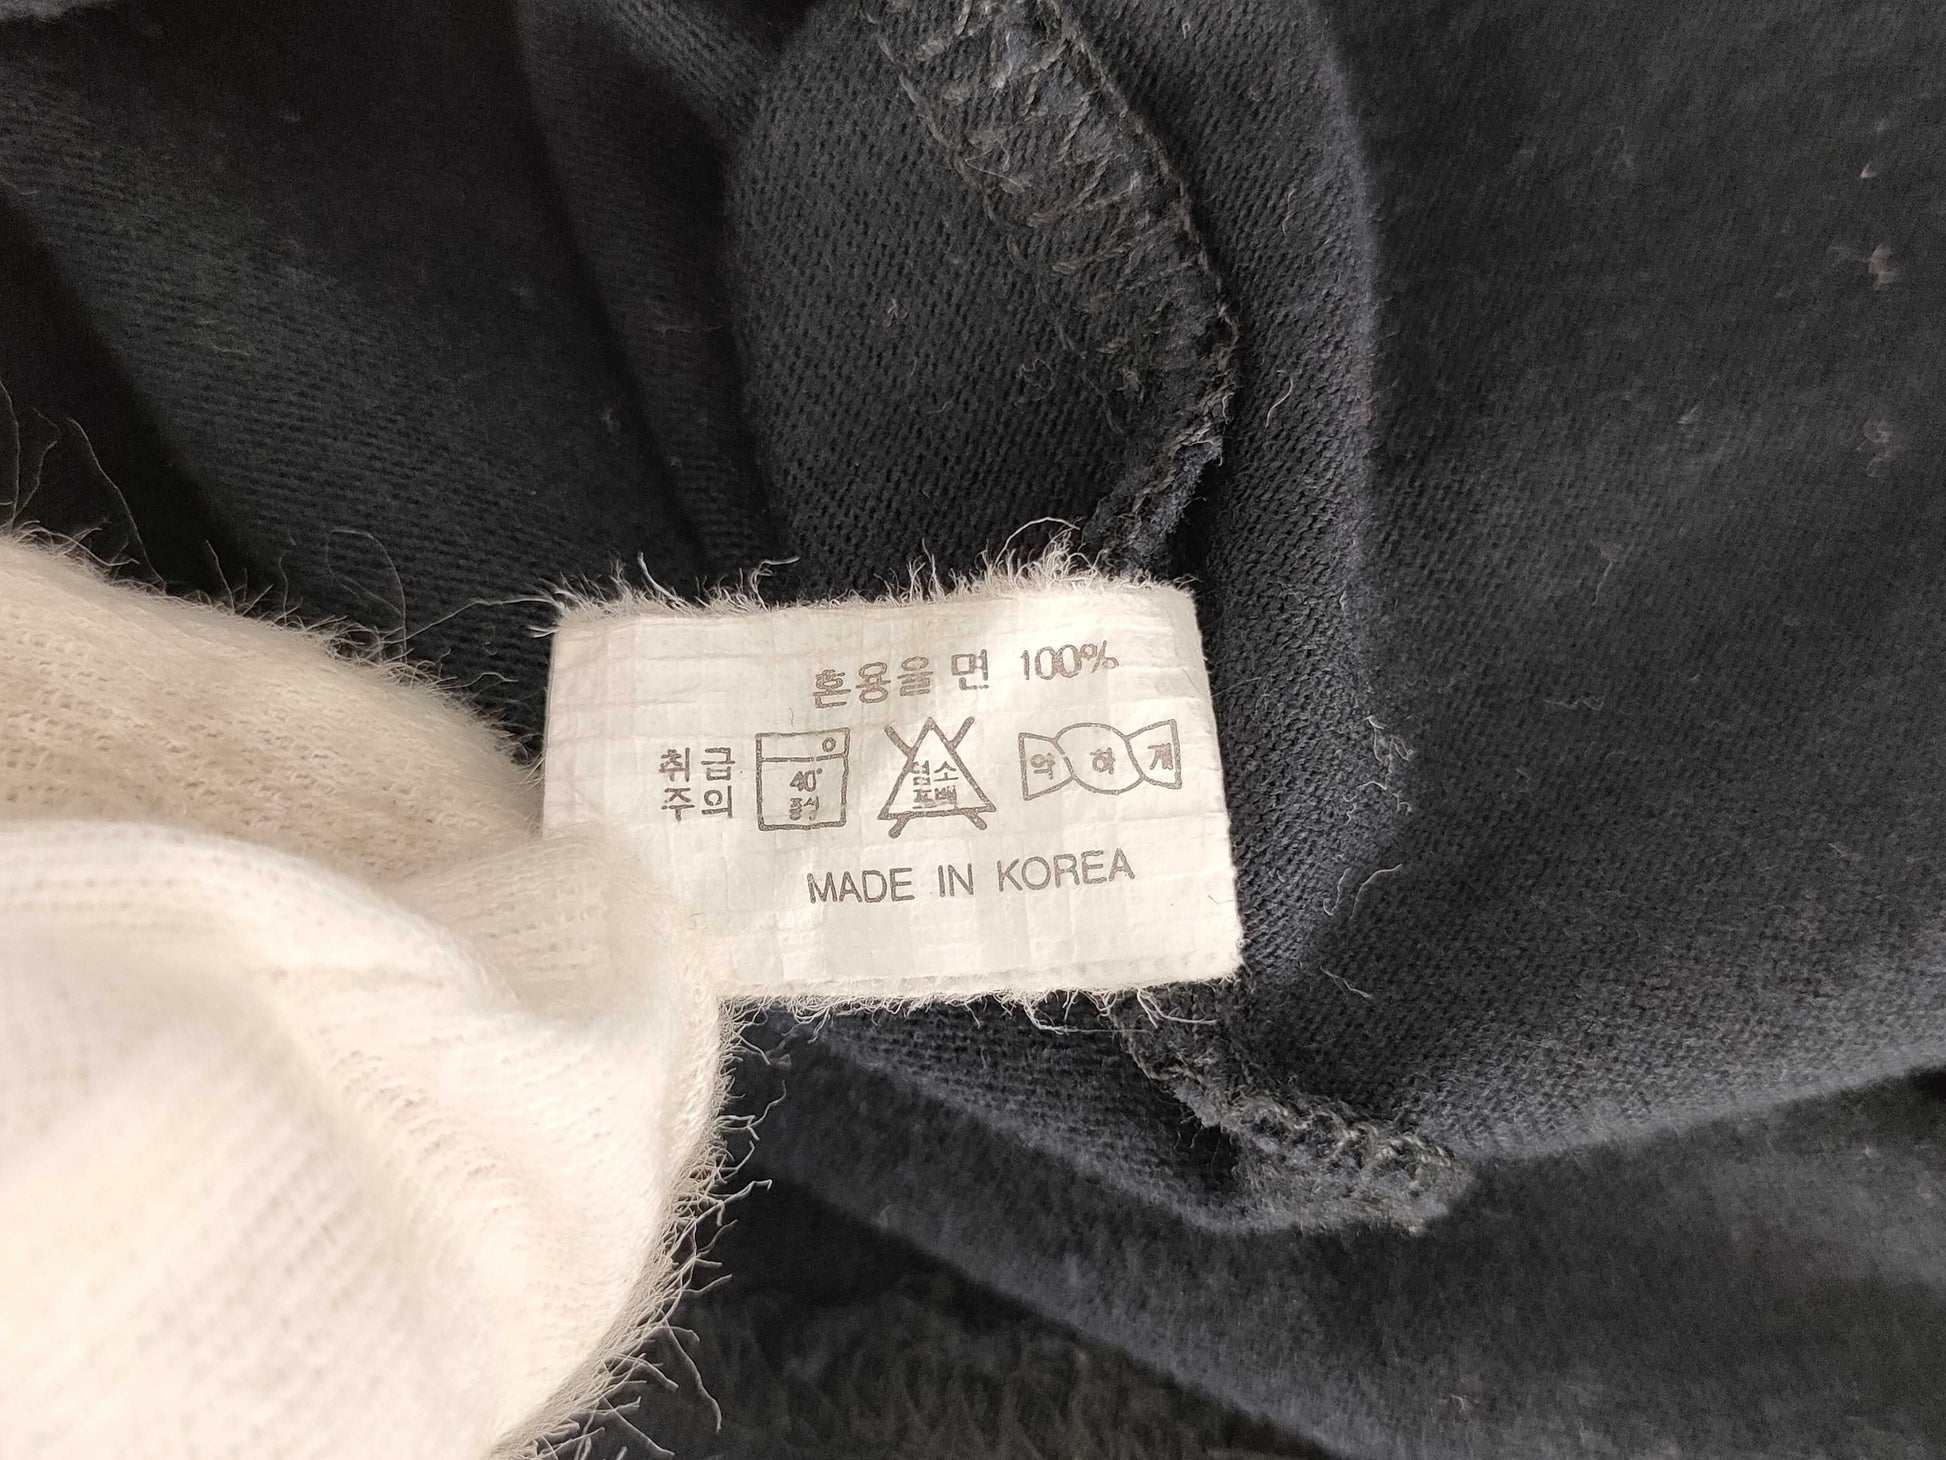 혼용율 면 100%
취급 주의
40° 중성
염소 표백
약하게
MADE IN KOREA